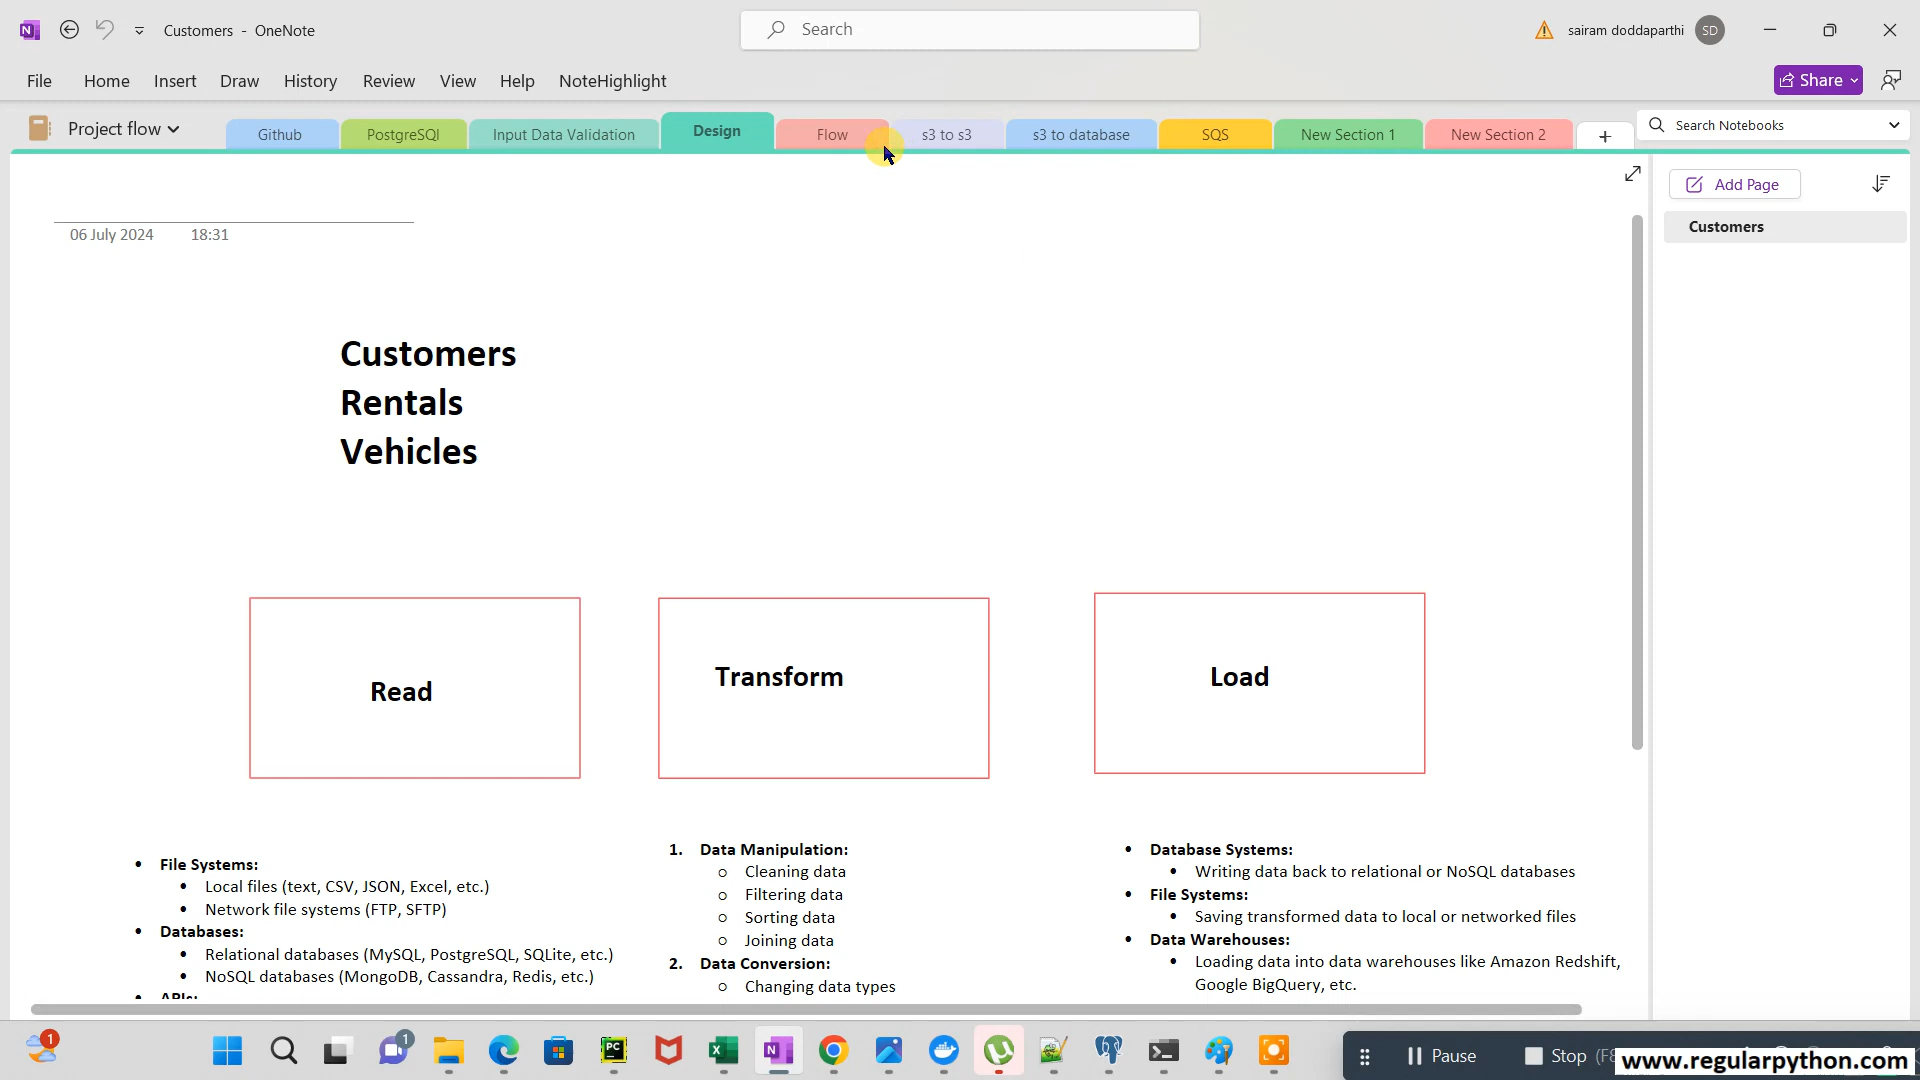 Customers - OneNote
Search
sairam doddaparthi
SD
File Home Insert Draw History Review View Help NoteHighlight
Share
Project flow
Github
PostgreSQl
Input Data Validation
Design
Flow
s3 to s3
s3 to database
SQS
New Section 1
New Section 2
+
Search Notebooks
Add Page
Customers
06 July 2024 18:31
Customers
Rentals
Vehicles
Read
Transform
Load
• File Systems:
• Local files (text, CSV, JSON, Excel, etc.)
• Network file systems (FTP, SFTP)
• Databases:
• Relational databases (MySQL, PostgreSQL, SQLite, etc.)
• NoSQL databases (MongoDB, Cassandra, Redis, etc.)
• APIs:
1. Data Manipulation:
o Cleaning data
o Filtering data
o Sorting data
o Joining data
2. Data Conversion:
o Changing data types
• Database Systems:
• Writing data back to relational or NoSQL databases
• File Systems:
• Saving transformed data to local or networked files
• Data Warehouses:
• Loading data into data warehouses like Amazon Redshift,
Google BigQuery, etc.
1
1
PC
Pause
Stop (F8
www.regularpython.com